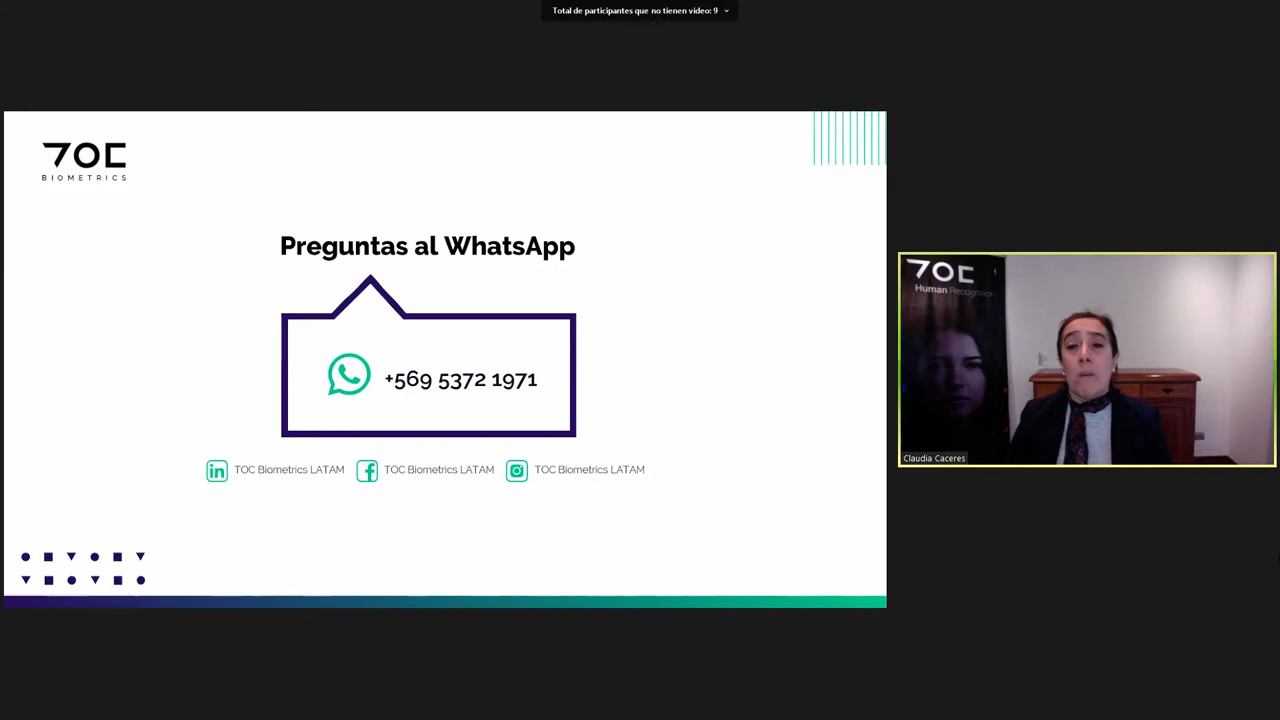 Total de participantes que no tienen video: 9
TOC
BIOMETRICS
Preguntas al WhatsApp
+569 5372 1971
TOC Biometrics LATAM
TOC Biometrics LATAM
TOC Biometrics LATAM
TOC
Human Recognition
Claudia Caceres